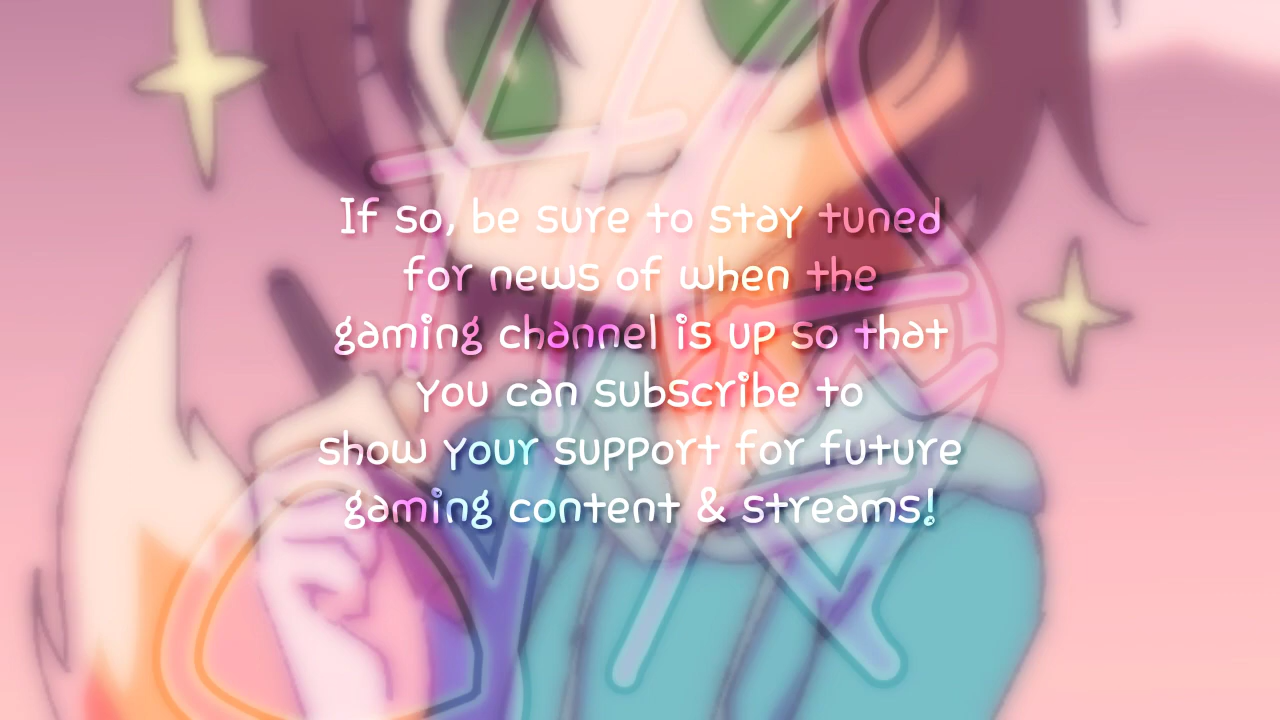 If so, be sure to stay tuned
for news of when the
gaming channel is up so that
you can subscribe to
show your support for future
gaming content & streams!